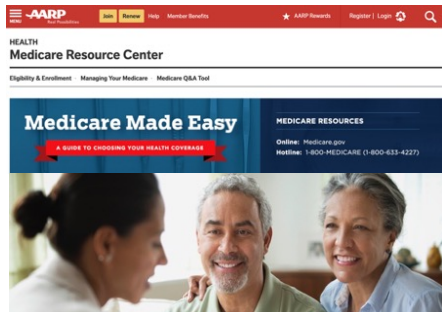 MENU AARP Real Possibilities Join Renew Help Member Benefits ★ AARP Rewards Register | Login
HEALTH
Medicare Resource Center
Eligibility & Enrollment Managing Your Medicare Medicare Q&A Tool
Medicare Made Easy
A GUIDE TO CHOOSING YOUR HEALTH COVERAGE
MEDICARE RESOURCES
Online: Medicare.gov
Hotline: 1-800-MEDICARE (1-800-633-4227)